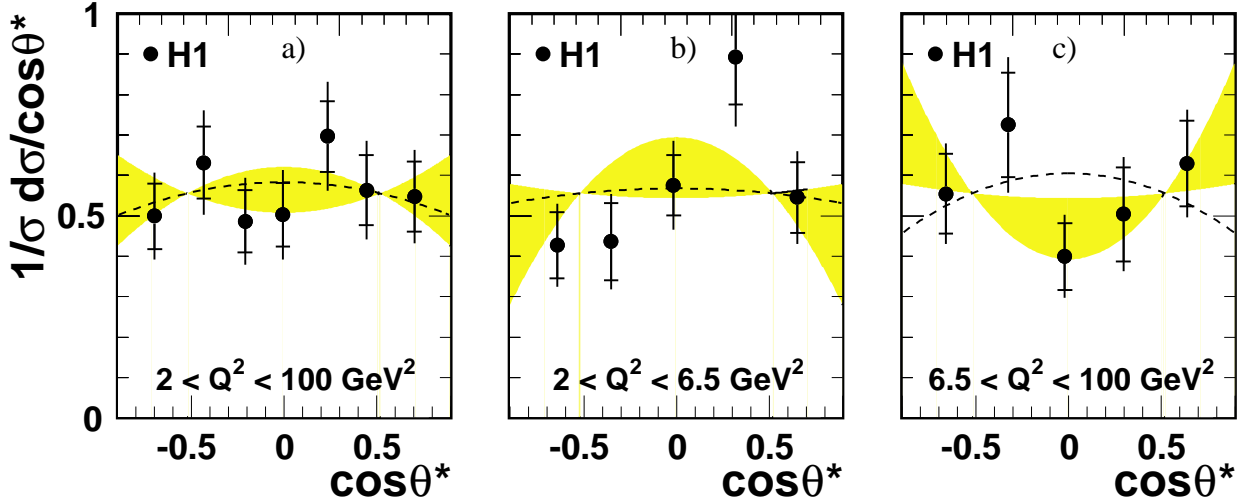 1/σ dσ/cosθ*
1
0.5
0
H1
a)
2 < Q² < 100 GeV²
-0.5 0 0.5
cosθ*
H1
b)
2 < Q² < 6.5 GeV²
-0.5 0 0.5
cosθ*
H1
c)
6.5 < Q² < 100 GeV²
-0.5 0 0.5
cosθ*